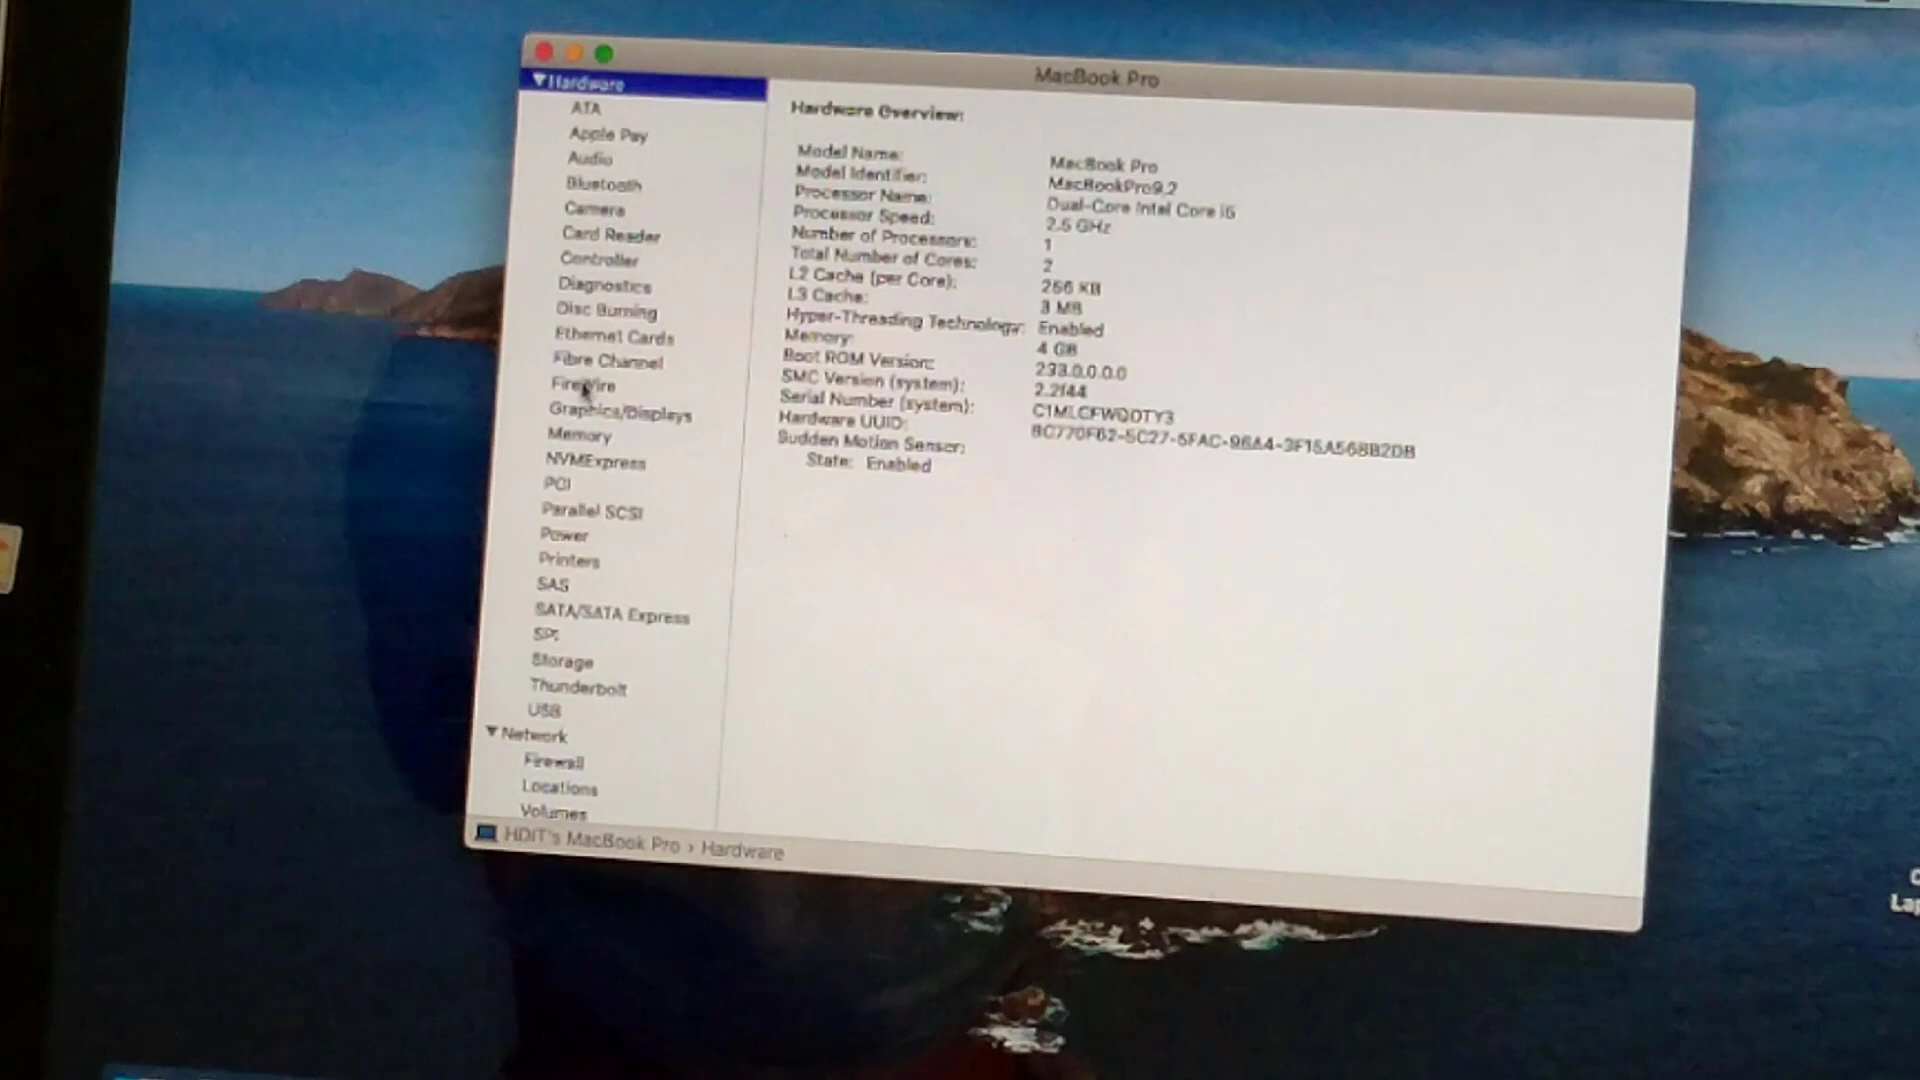 MacBook Pro
Hardware
ATA
Apple Pay
Audio
Bluetooth
Camera
Card Reader
Controller
Diagnostics
Disc Burning
Ethernet Cards
Fibre Channel
FireWire
Graphics/Displays
Memory
NVMExpress
PCI
Parallel SCSI
Power
Printers
SAS
SATA/SATA Express
SPI
Storage
Thunderbolt
USB
Network
Firewall
Locations
Volumes
Hardware Overview:
Model Name: MacBook Pro
Model Identifier: MacBookPro9,2
Processor Name: Dual-Core Intel Core i5
Processor Speed: 2.5 GHz
Number of Processors: 1
Total Number of Cores: 2
L2 Cache (per Core): 256 KB
L3 Cache: 3 MB
Hyper-Threading Technology: Enabled
Memory: 4 GB
Boot ROM Version: 233.0.0.0.0
SMC Version (system): 2.2f44
Serial Number (system): C1MLCFWQDTY3
Hardware UUID: 8C770F62-5C27-5FAC-96A4-3F15A568B2DB
Sudden Motion Sensor:
State: Enabled
HDIT's MacBook Pro › Hardware